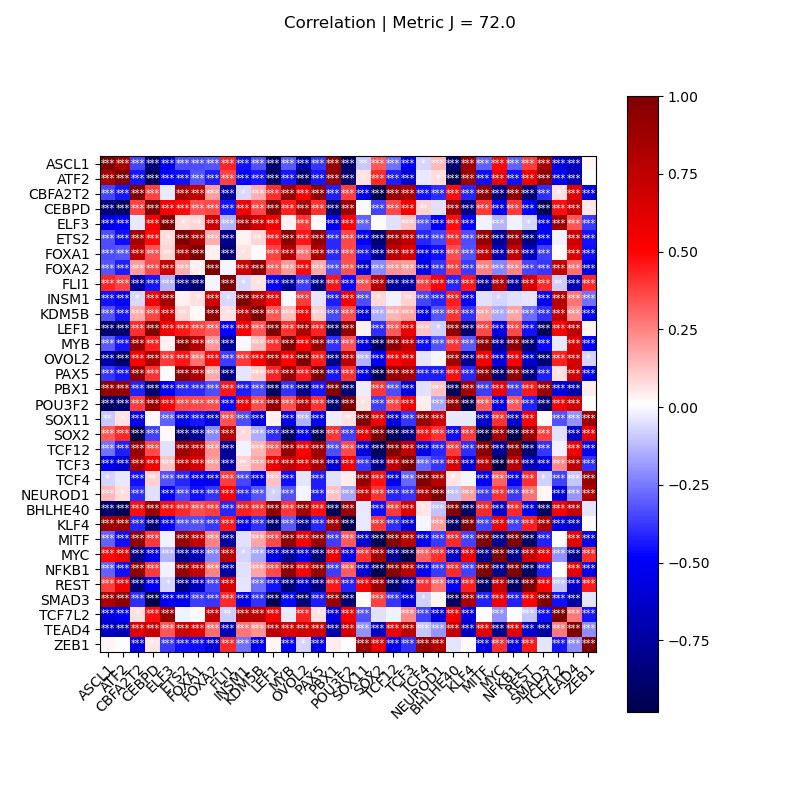 Correlation | Metric J = 72.0
ASCL1
ATF2
CBFA2T2
CEBPD
ELF3
ETS2
FOXA1
FOXA2
FLI1
INSM1
KDM5B
LEF1
MYB
OVOL2
PAX5
PBX1
POU3F2
SOX11
SOX2
TCF12
TCF3
TCF4
NEUROD1
BHLHE40
KLF4
MITF
MYC
NFKB1
REST
SMAD3
TCF7L2
TEAD4
ZEB1
ASCL1
ATF2
CBFA2T2
CEBPD
ELF3
ETS2
FOXA1
FOXA2
FLI1
INSM1
KDM5B
LEF1
MYB
OVOL2
PAX5
PBX1
POU3F2
SOX11
SOX2
TCF12
TCF3
TCF4
NEUROD1
BHLHE40
KLF4
MITF
MYC
NFKB1
REST
SMAD3
TCF7L2
TEAD4
ZEB1
1.00
0.75
0.50
0.25
0.00
−0.25
−0.50
−0.75